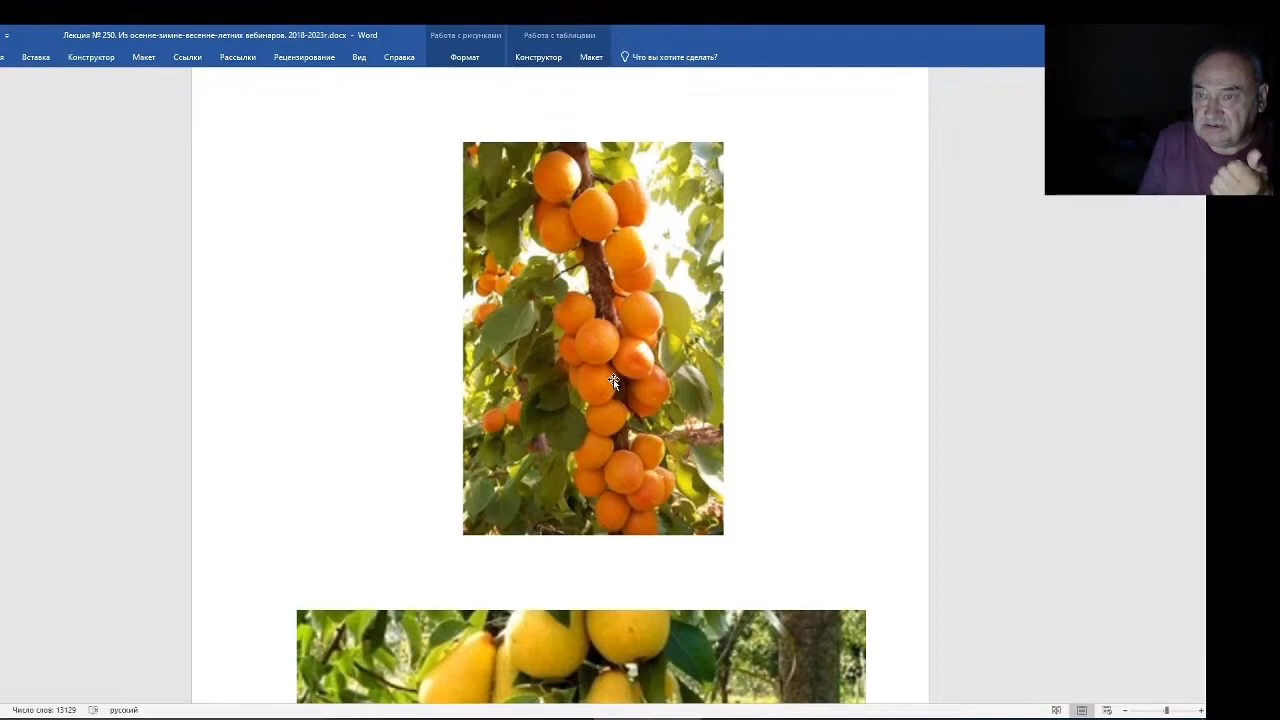 Лекция № 250. Из осенне-зимне-весенне-летних вебинаров. 2018-2023г.docx - Word
Работа с рисунками
Работа с таблицами
я
Вставка
Конструктор
Макет
Ссылки
Рассылки
Рецензирование
Вид
Справка
Формат
Конструктор
Макет
Что вы хотите сделать?
Число слов: 13129
русский